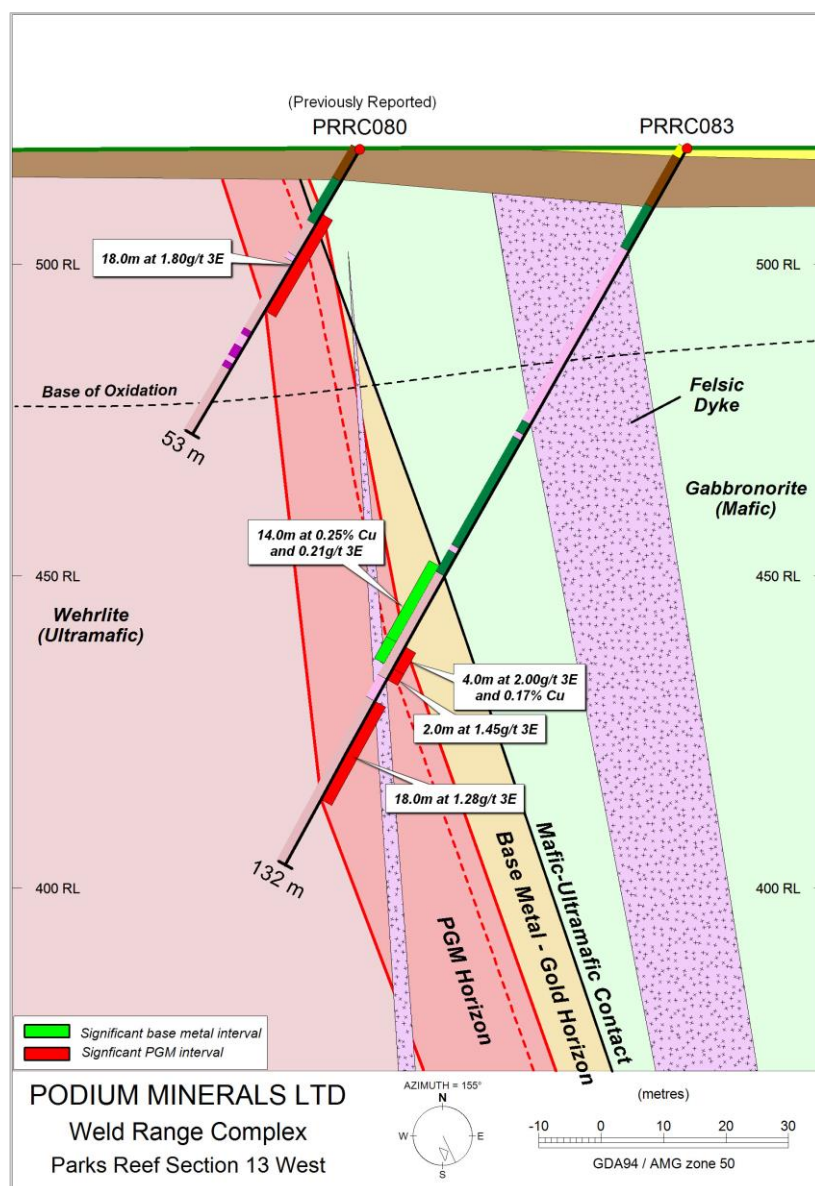 (Previously Reported)
PRRC080
PRRC083
18.0m at 1.80g/t 3E
500 RL
500 RL
Base of Oxidation
53 m
Felsic
Dyke
Gabbronorite
(Mafic)
14.0m at 0.25% Cu
and 0.21g/t 3E
450 RL
450 RL
Wehrlite
(Ultramafic)
4.0m at 2.00g/t 3E
and 0.17% Cu
2.0m at 1.45g/t 3E
18.0m at 1.28g/t 3E
132 m
400 RL
400 RL
PGM Horizon
Base Metal - Gold Horizon
Mafic-Ultramafic Contact
Significant base metal interval
Signficant PGM interval
PODIUM MINERALS LTD
Weld Range Complex
Parks Reef Section 13 West
AZIMUTH = 155°
N
W
E
S
(metres)
-10 0 10 20 30
GDA94 / AMG zone 50